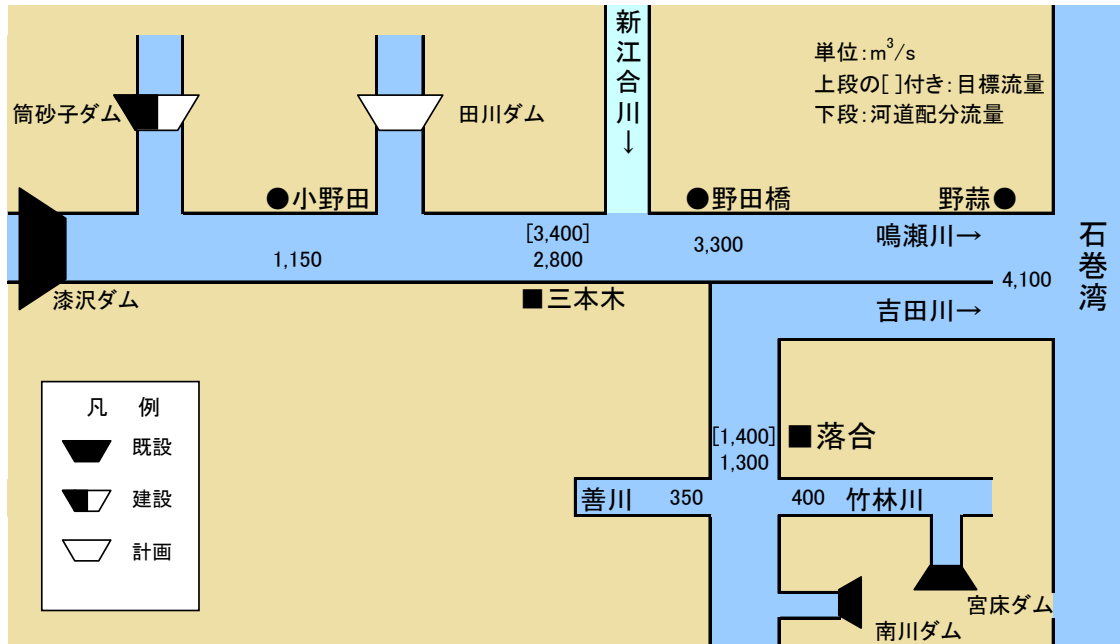 新江合川↓
単位:m³/s
上段の[ ]付き:目標流量
下段:河道配分流量
筒砂子ダム
田川ダム
●小野田
●野田橋
野蒜●
[3,400]
2,800
1,150
3,300
鳴瀬川→
石巻湾
4,100
漆沢ダム
■三本木
吉田川→
凡 例
既設
建設
計画
[1,400]
1,300
■落合
善川
350
400
竹林川
宮床ダム
南川ダム